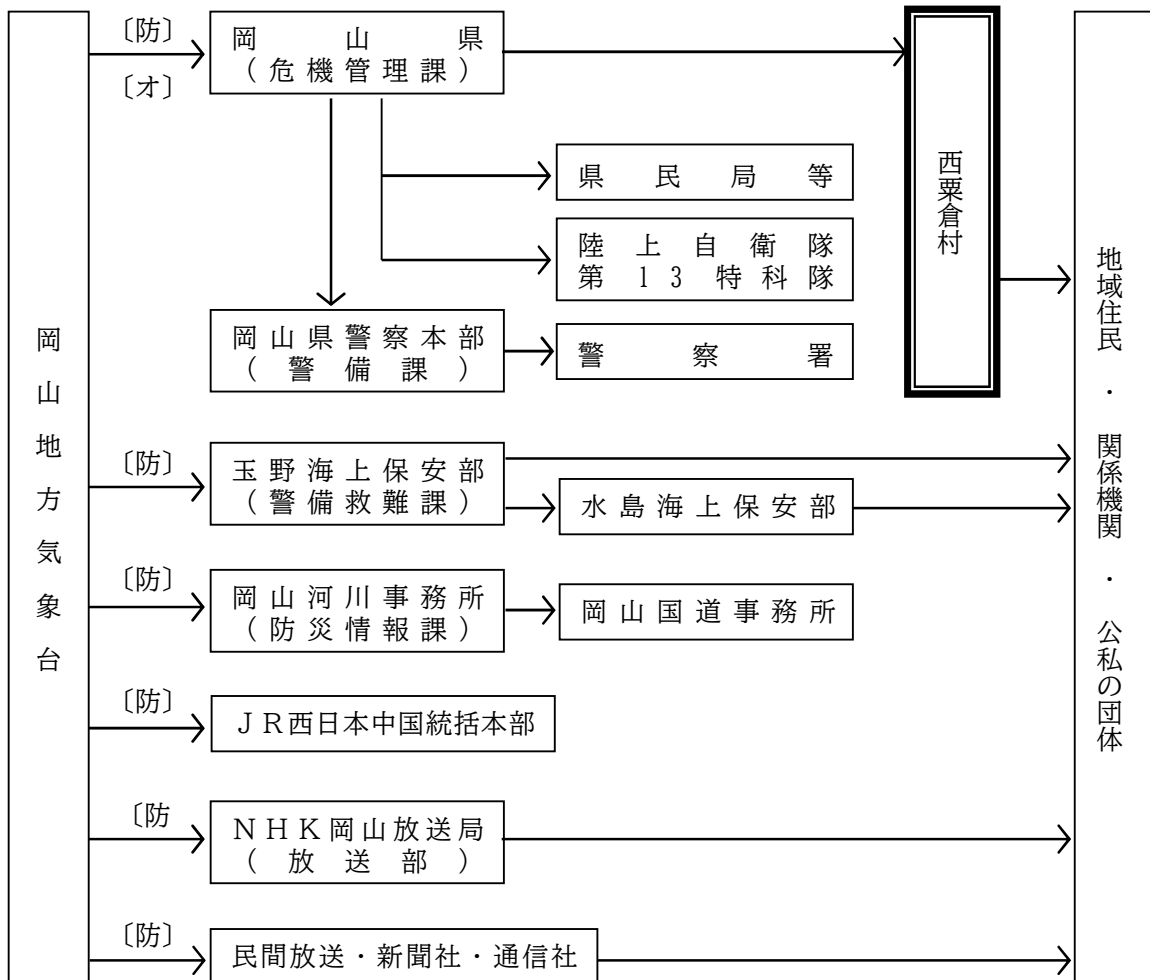 岡山地方気象台
〔防〕
〔オ〕
岡山県
（危機管理課）
県民局等
陸上自衛隊
第13特科隊
岡山県警察本部
（警備課）
警察署
西粟倉村
地域住民・関係機関・公私の団体
〔防〕
玉野海上保安部
（警備救難課）
水島海上保安部
〔防〕
岡山河川事務所
（防災情報課）
岡山国道事務所
〔防〕
ＪＲ西日本中国統括本部
〔防
ＮＨＫ岡山放送局
（放送部）
〔防〕
民間放送・新聞社・通信社